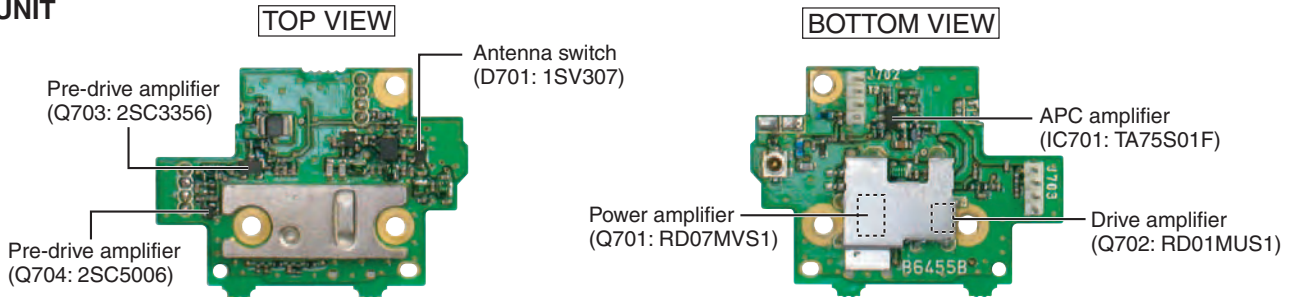 UNIT
TOP VIEW
BOTTOM VIEW
Antenna switch
(D701: 1SV307)
Pre-drive amplifier
(Q703: 2SC3356)
Pre-drive amplifier
(Q704: 2SC5006)
J702
APC amplifier
(IC701: TA75S01F)
J703
Power amplifier
(Q701: RD07MVS1)
Drive amplifier
(Q702: RD01MUS1)
B6455B